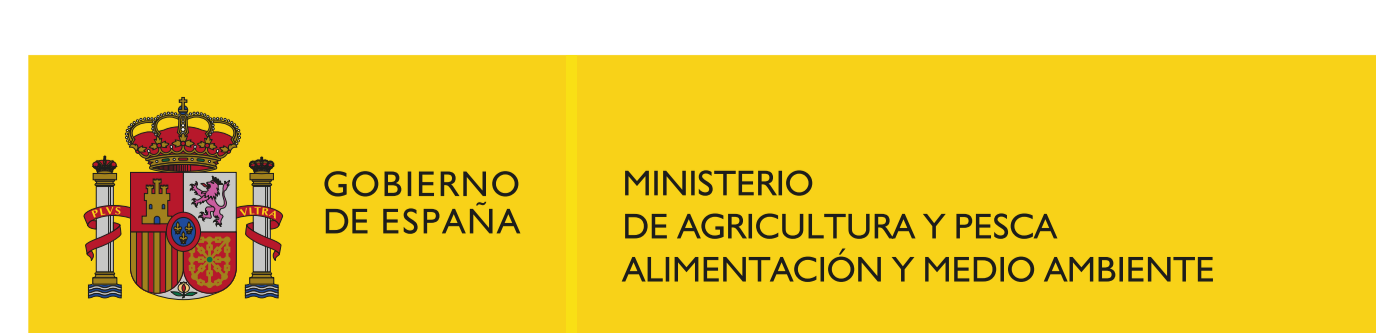 PLVS
VLTRA
GOBIERNO
DE ESPAÑA
MINISTERIO
DE AGRICULTURA Y PESCA
ALIMENTACIÓN Y MEDIO AMBIENTE